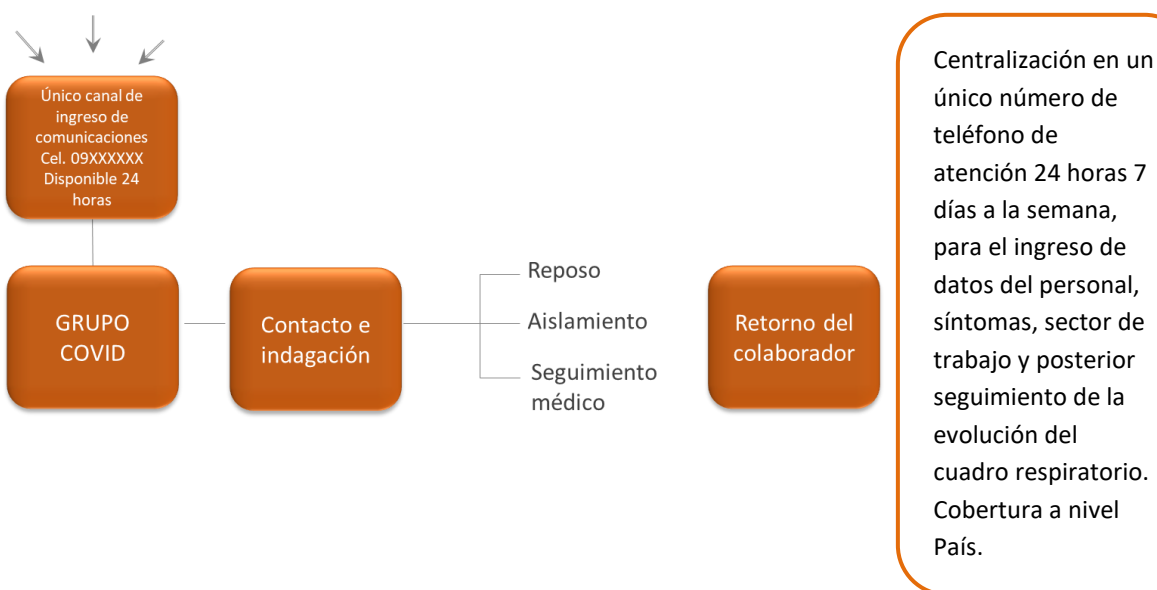 Único canal de
ingreso de
comunicaciones
Cel. 09XXXXXX
Disponible 24
horas
GRUPO
COVID
Contacto e
indagación
Reposo
Aislamiento
Seguimiento
médico
Retorno del
colaborador
Centralización en un
único número de
teléfono de
atención 24 horas 7
días a la semana,
para el ingreso de
datos del personal,
síntomas, sector de
trabajo y posterior
seguimiento de la
evolución del
cuadro respiratorio.
Cobertura a nivel
País.